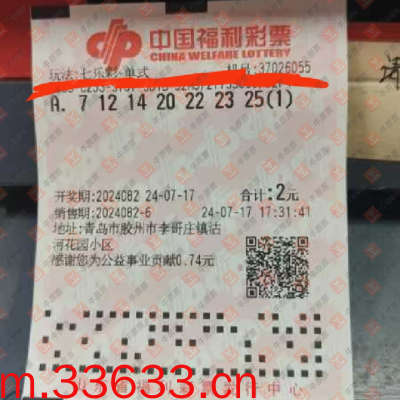 中国福利彩票
CHINA WELFARE LOTTERY
玩法:七乐彩-单式 机号:37026055
A. 7 12 14 20 22 23 25(1)
开奖期:2024082 24-07-17 合计:2元
销售期:2024082-6 24-07-17 17:31:41
地址:青岛市胶州市李哥庄镇沽
河花园小区
感谢您为公益事业贡献0.74元
m.33633.cn